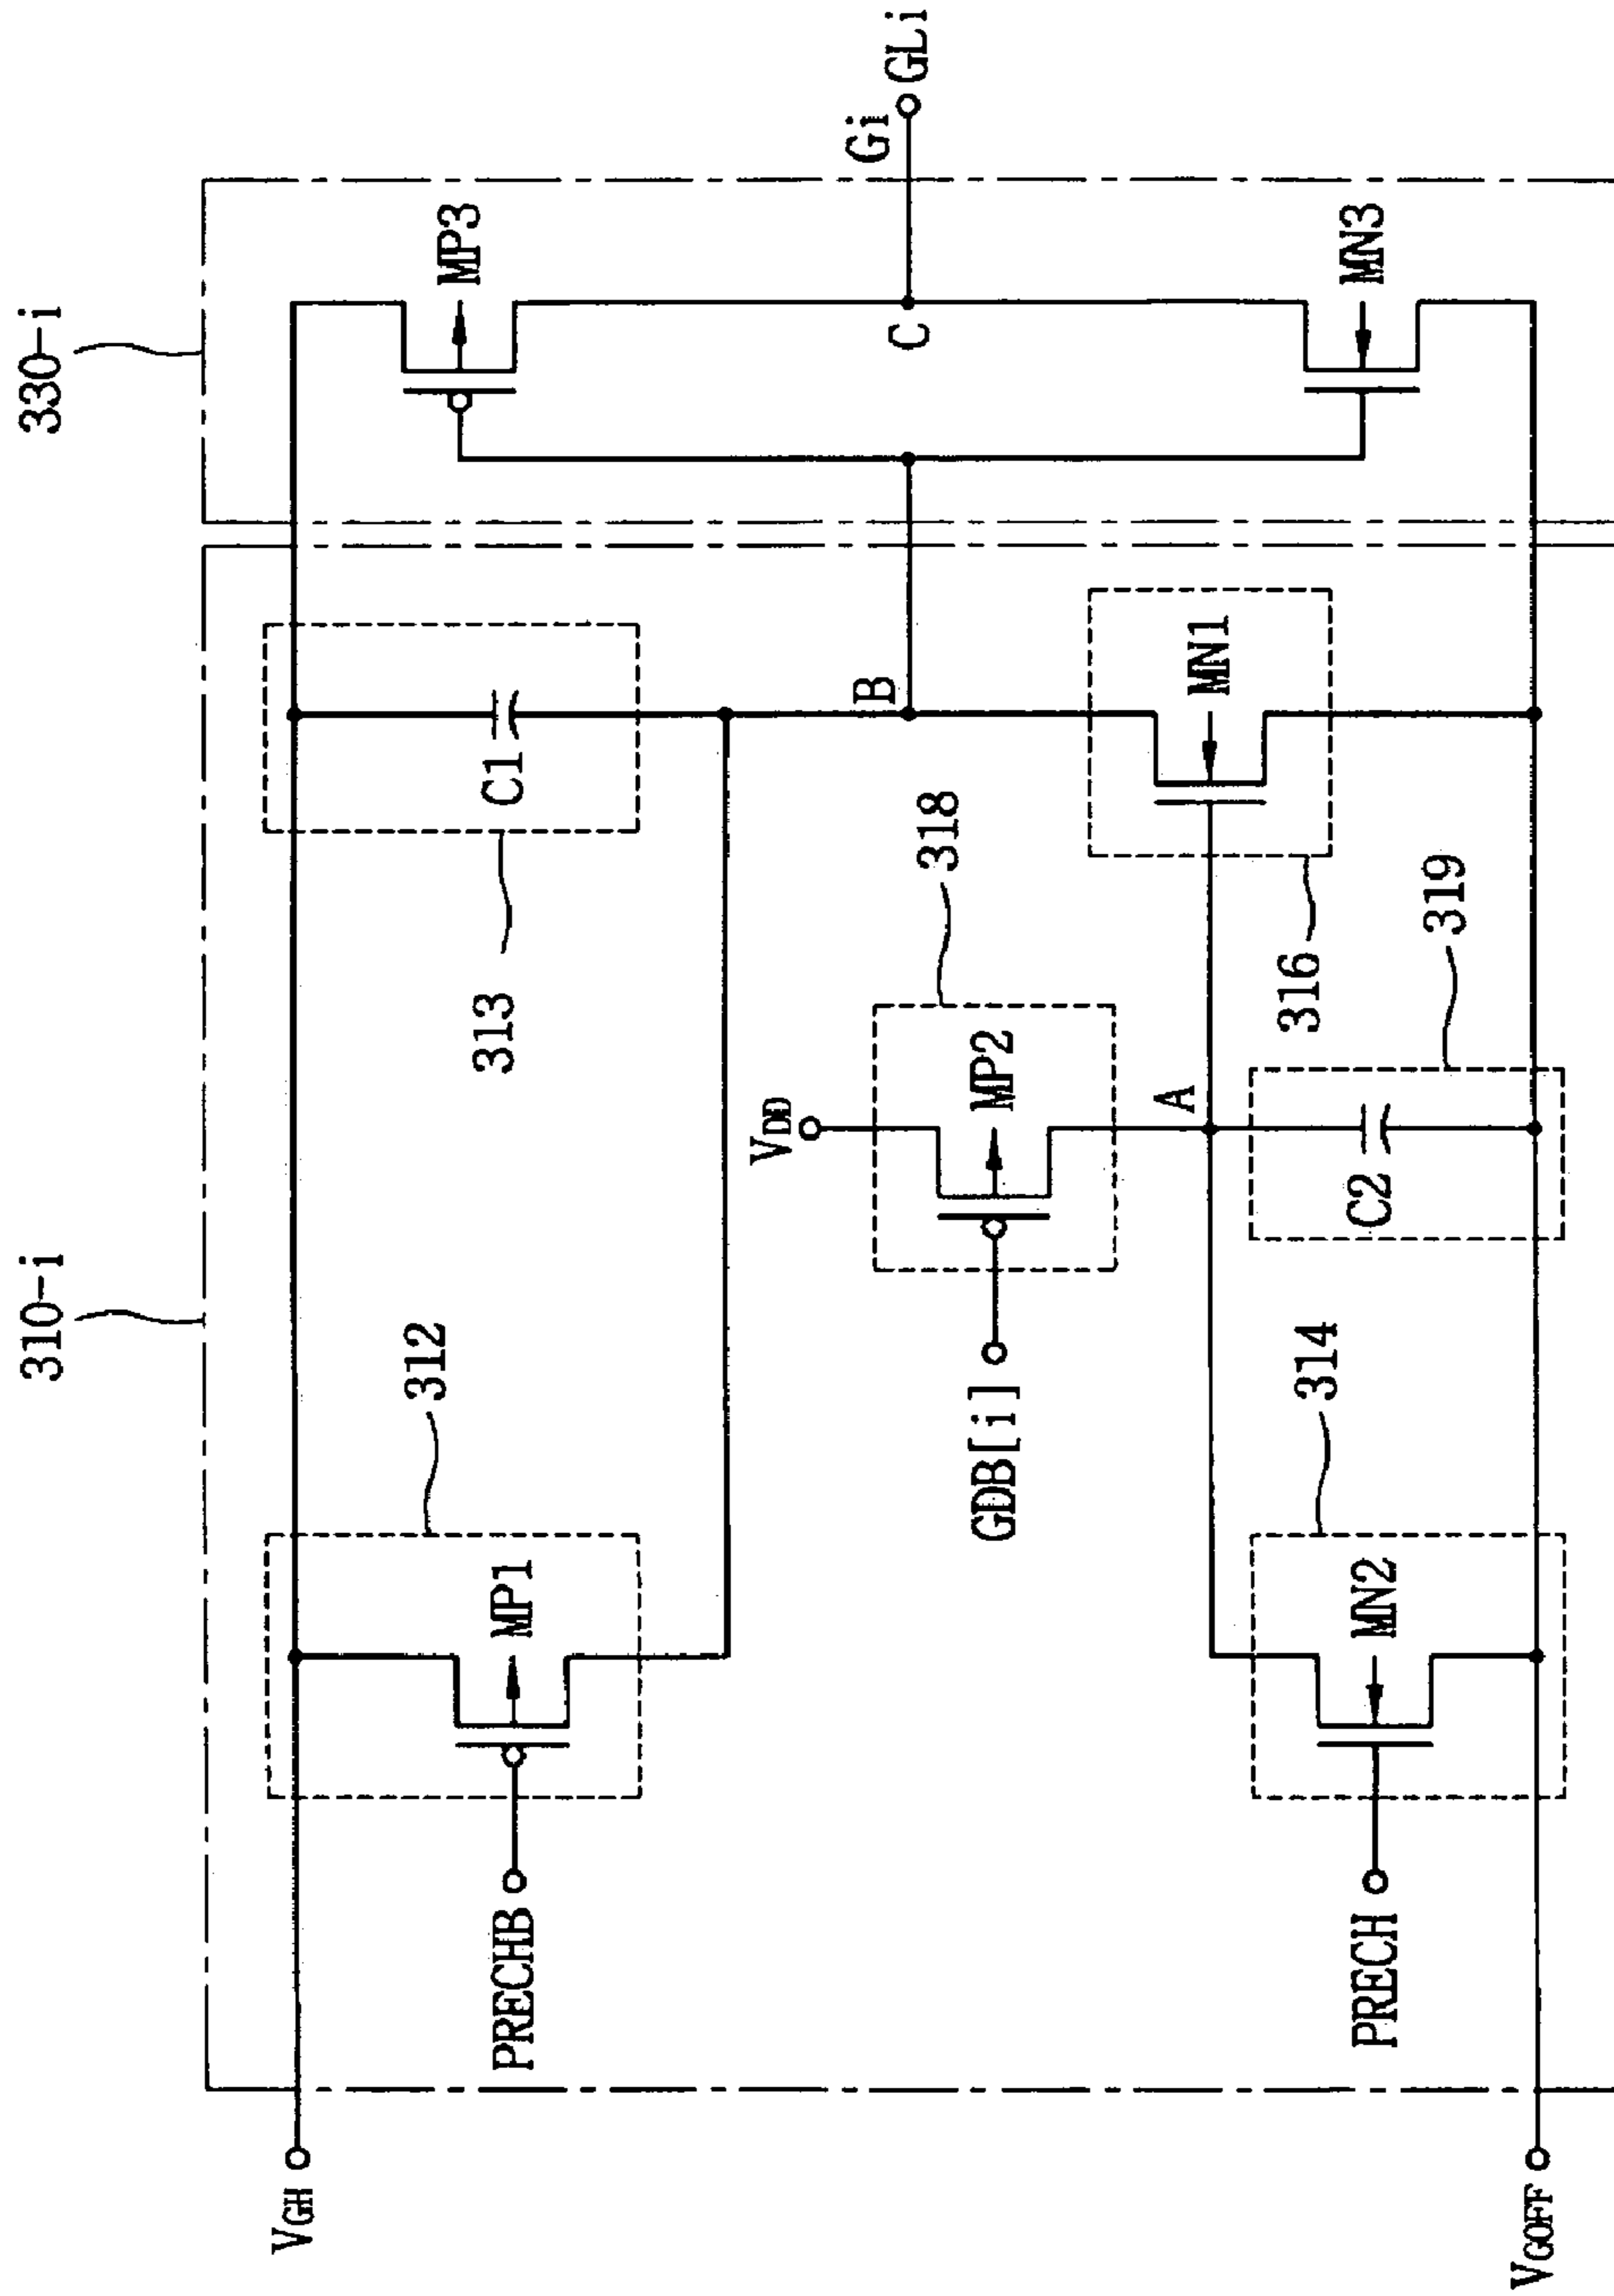 310-i
330-i
VGH
PRECHB
312
MP1
313
C1
MP3
B
C
Gi
GLi
VDD
318
GDB[i]
MP2
A
316
MN1
PRECH
314
MN2
C2
319
MN3
VGOFF